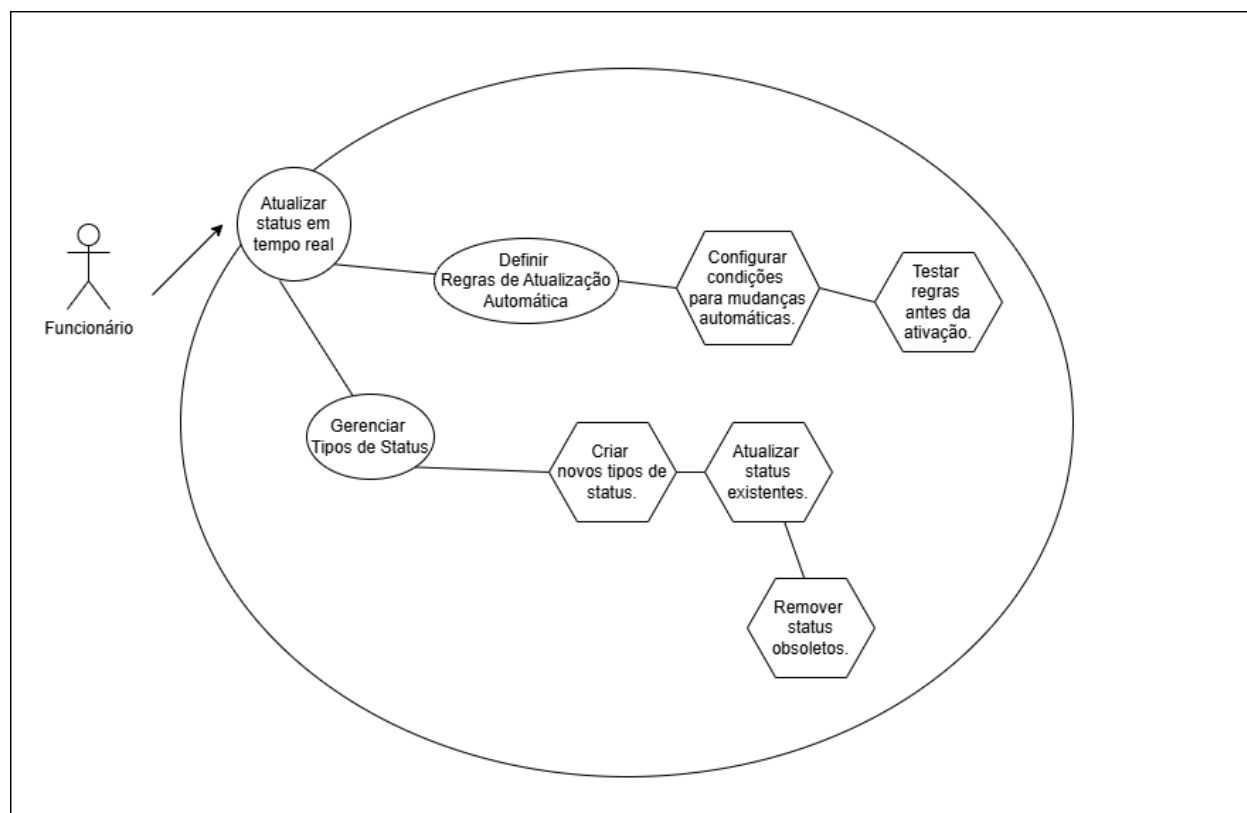 Atualizar
status em
tempo real
Funcionário
Definir
Regras de Atualização
Automática
Configurar
condições
para mudanças
automáticas.
Testar
regras
antes da
ativação.
Gerenciar
Tipos de Status
Criar
novos tipos de
status.
Atualizar
status
existentes.
Remover
status
obsoletos.